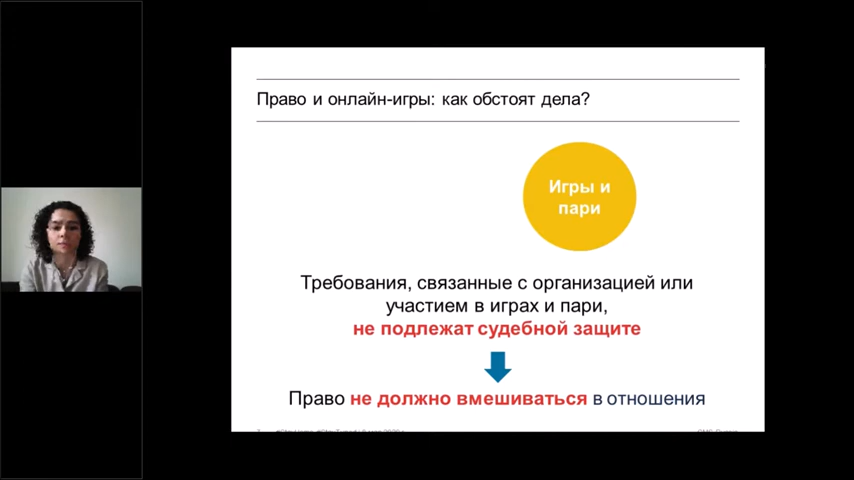 Право и онлайн-игры: как обстоят дела?
Игры и
пари
Требования, связанные с организацией или
участием в играх и пари,
не подлежат судебной защите
Право не должно вмешиваться в отношения